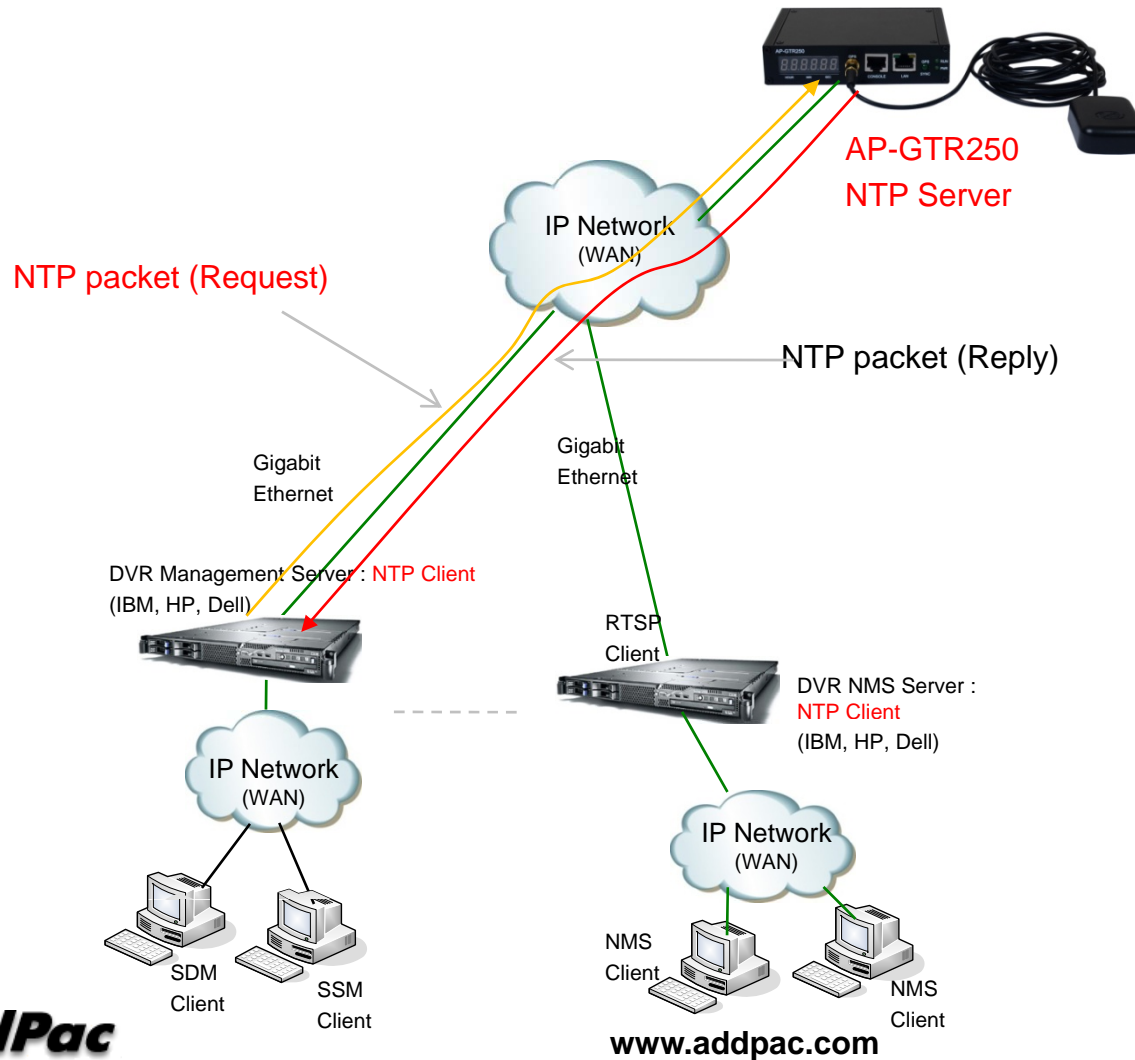 AP-GTR250
CONSOLE
LAN
AP-GTR250
NTP Server
IP Network
(WAN)
NTP packet (Request)
NTP packet (Reply)
Gigabit
Ethernet
Gigabit
Ethernet
DVR Management Server : NTP Client
(IBM, HP, Dell)
RTSP
Client
DVR NMS Server :
NTP Client
(IBM, HP, Dell)
IP Network
(WAN)
IP Network
(WAN)
SDM
Client
SSM
Client
NMS
Client
NMS
Client
www.addpac.com